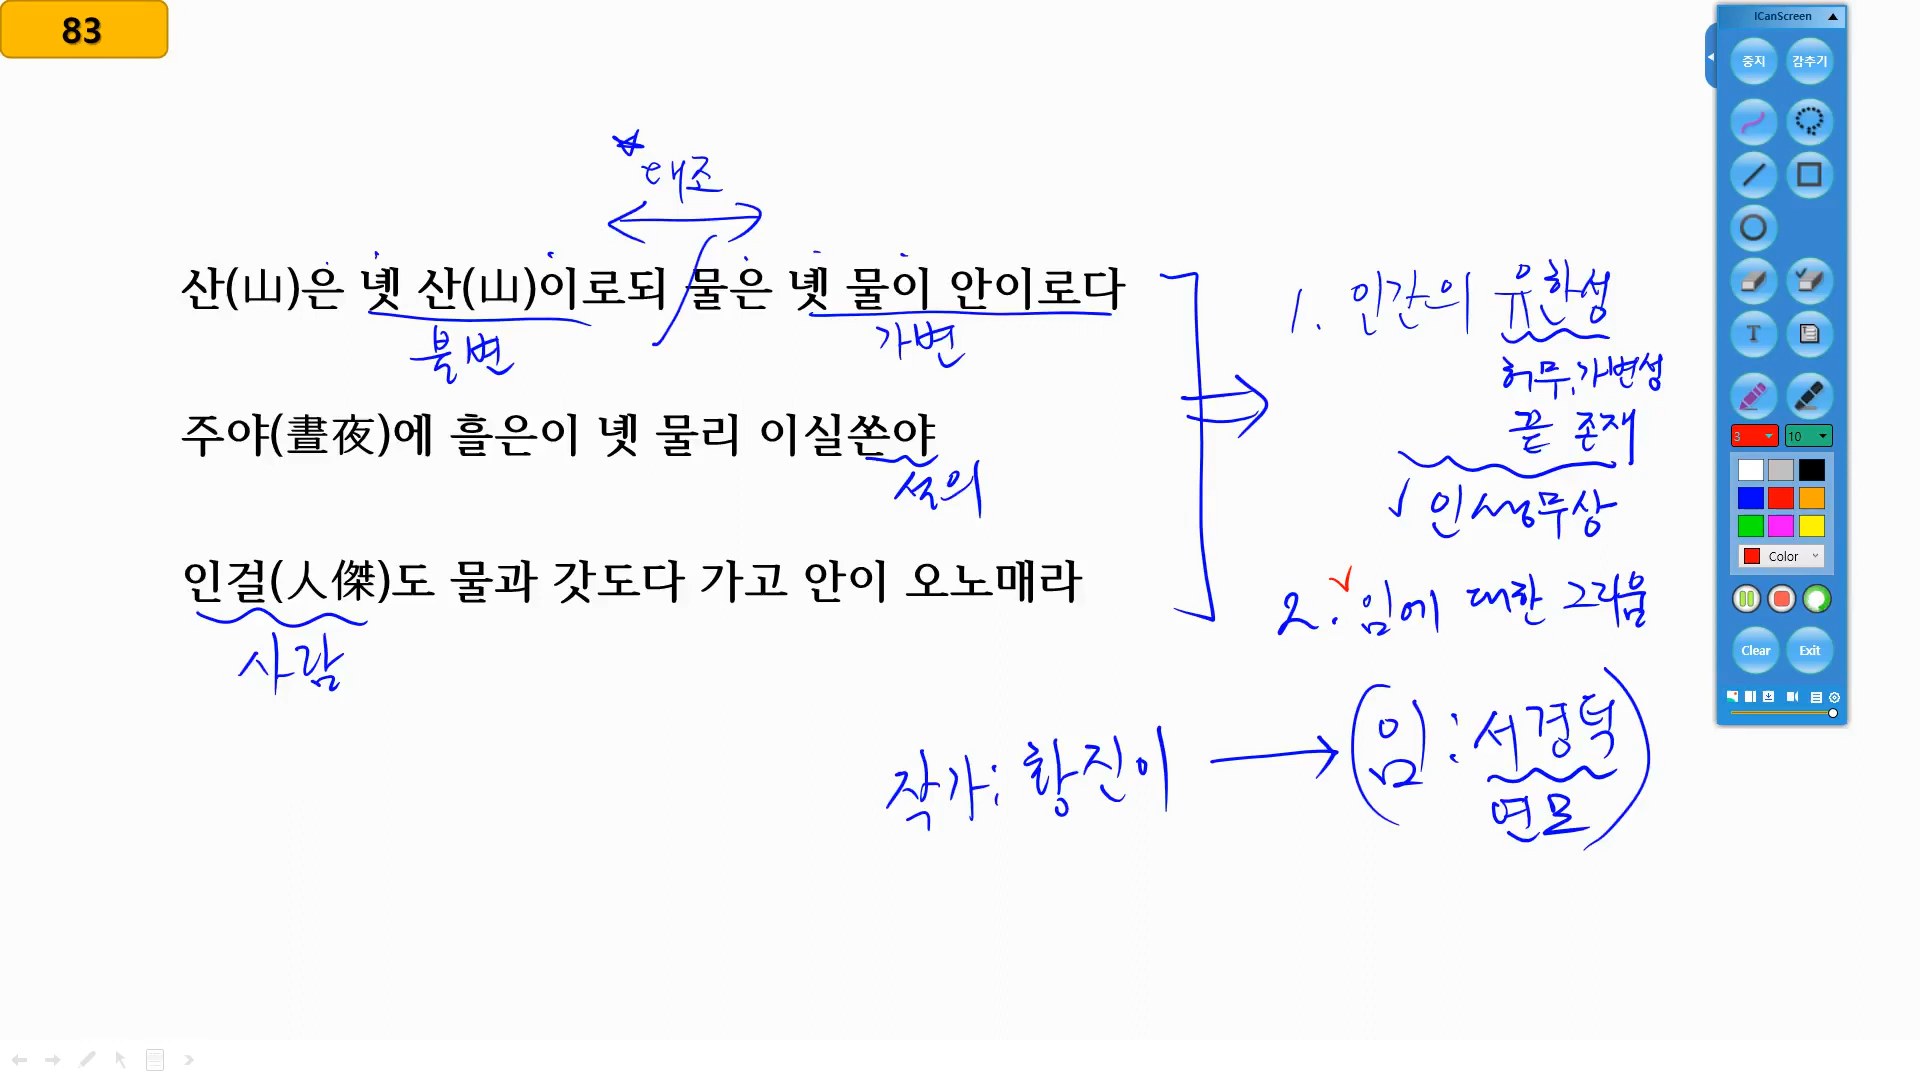 83
ICanScreen
중지
감추기
* 대조
산(山)은 녯 산(山)이로되 물은 녯 물이 안이로다
불변
가변
주야(晝夜)에 흘은이 녯 물리 이실쏜야
설의
인걸(人傑)도 물과 갓도다 가고 안이 오노매라
사람
1. 인간의 유한성
허무, 가변성
끝 존재
√ 인생무상
2. √ 임에 대한 그리움
작가 : 황진이 → (임 : 서경덕
연모)
T
3
10
Color
Clear
Exit